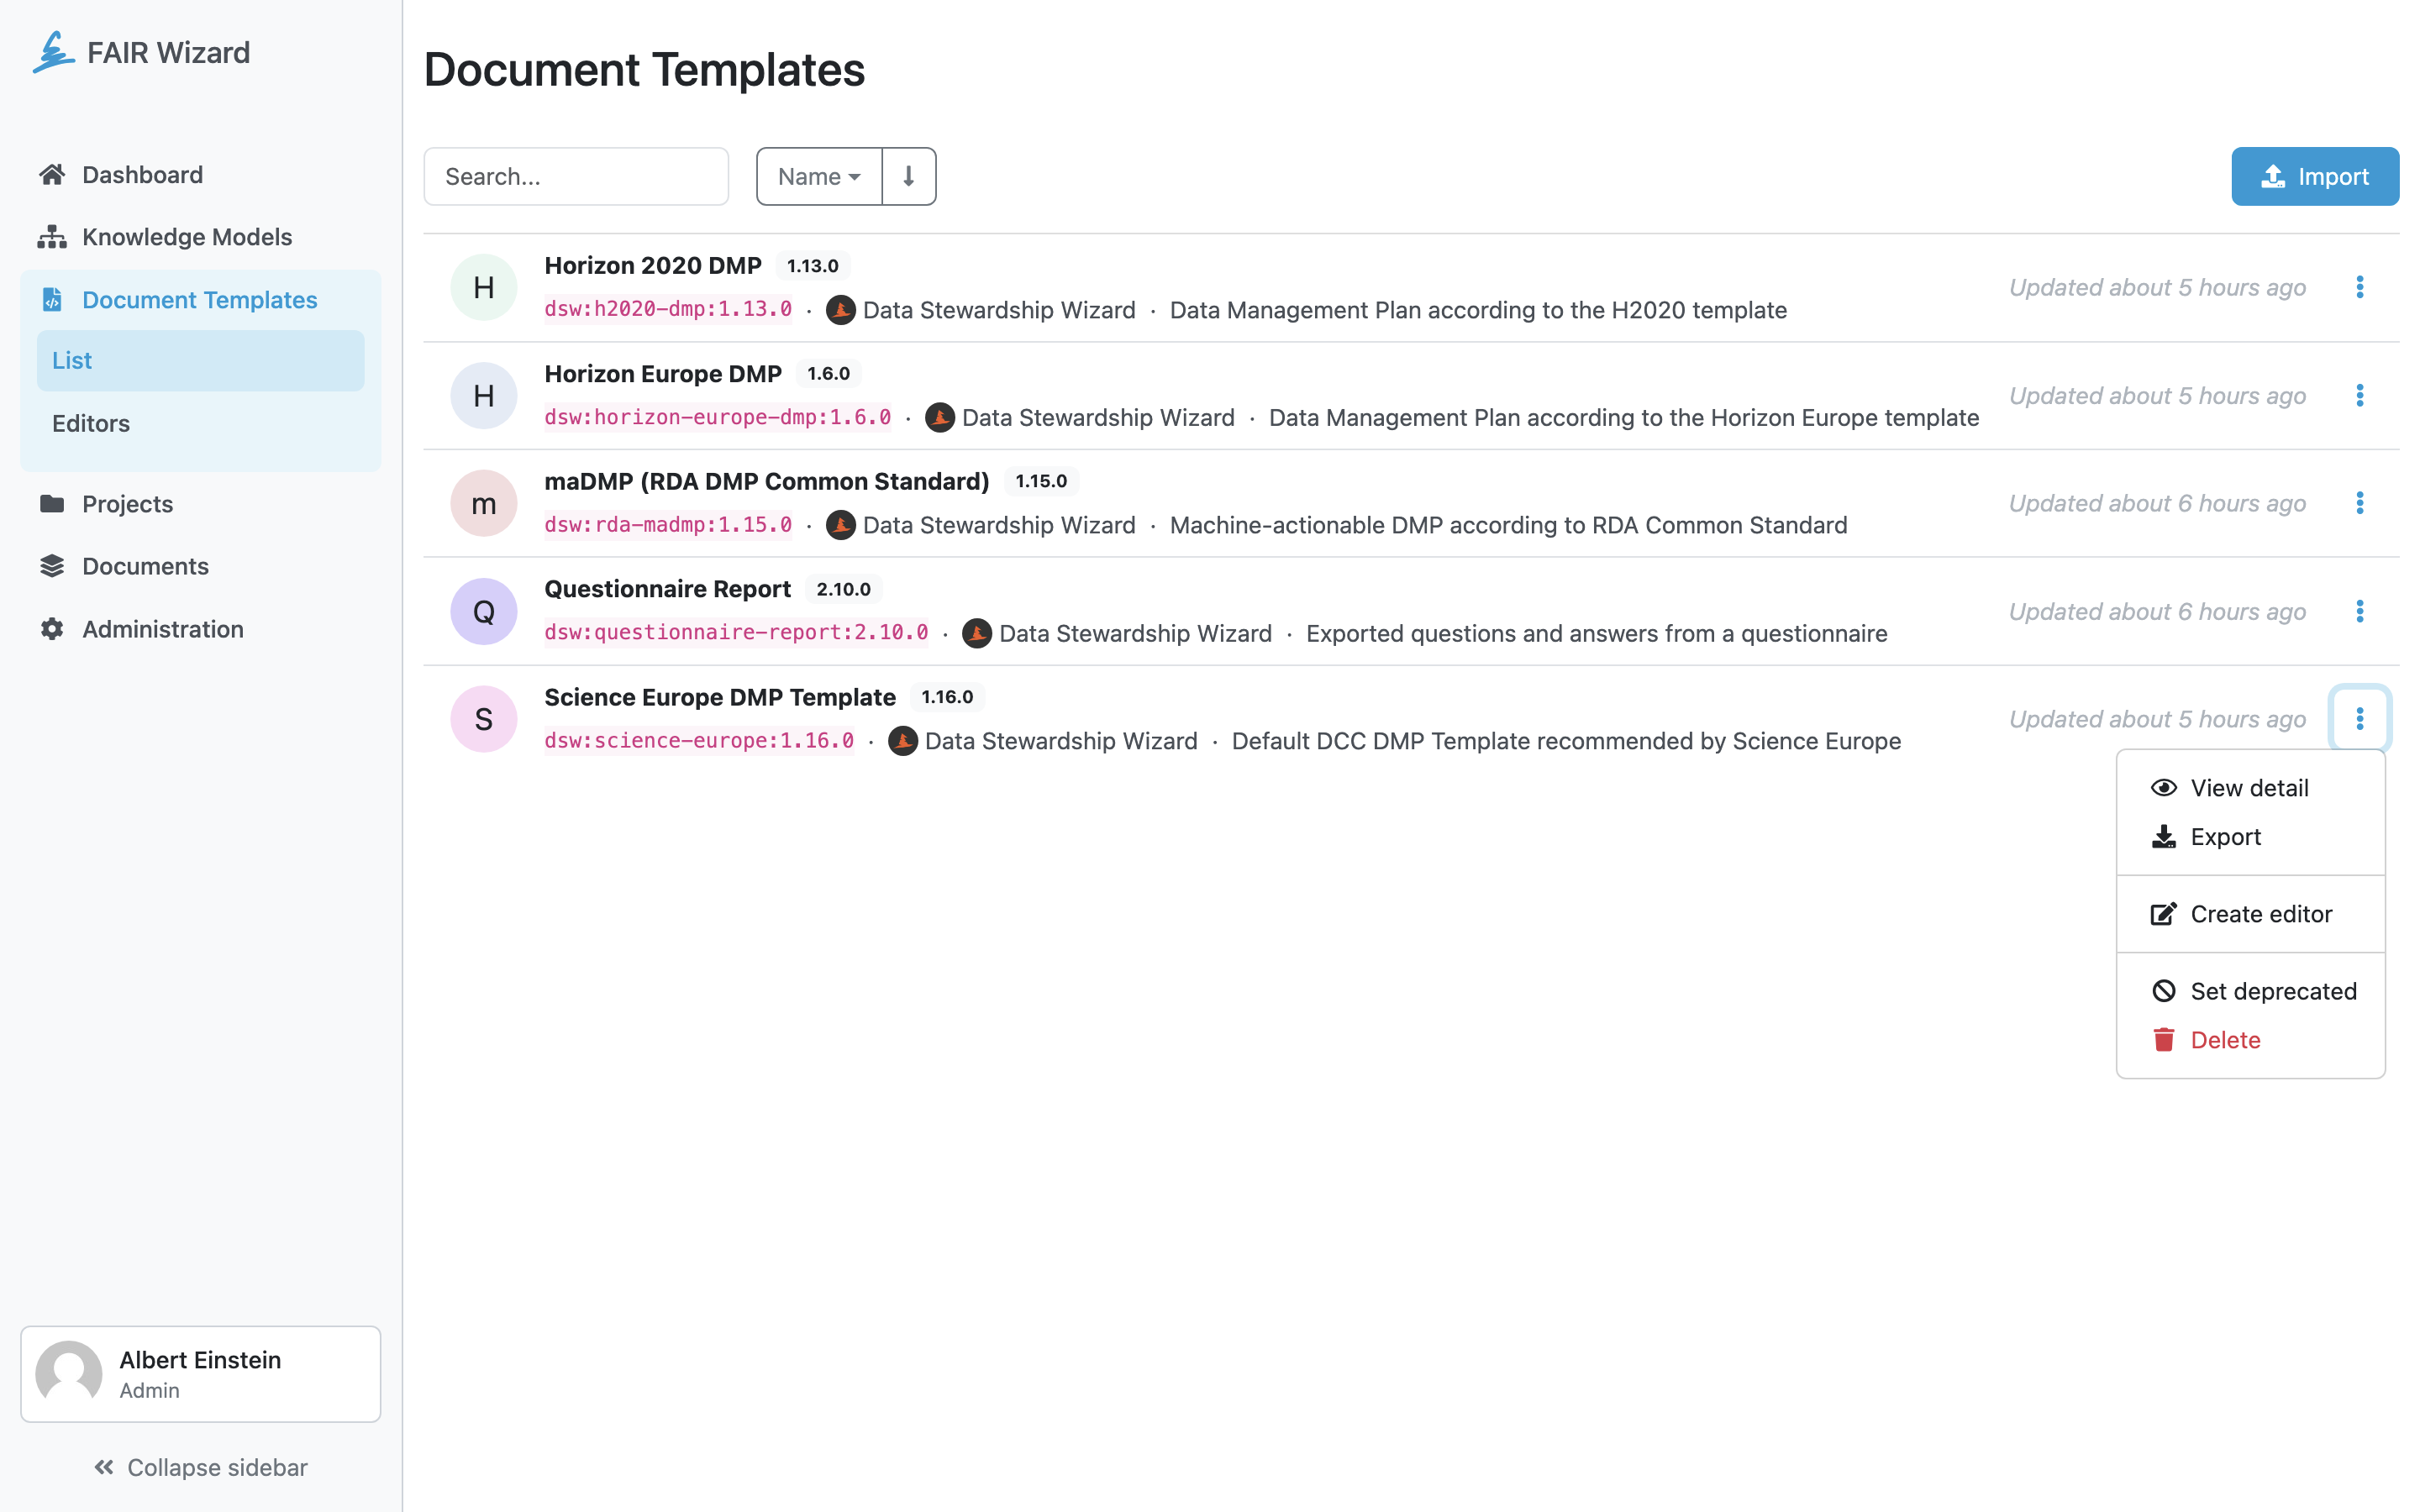 FAIR Wizard
Dashboard
Knowledge Models
Document Templates
List
Editors
Projects
Documents
Administration
Albert Einstein
Admin
Collapse sidebar
Document Templates
Search...
Name
Import
H
Horizon 2020 DMP 1.13.0
dsw:h2020-dmp:1.13.0 · Data Stewardship Wizard · Data Management Plan according to the H2020 template
Updated about 5 hours ago
H
Horizon Europe DMP 1.6.0
dsw:horizon-europe-dmp:1.6.0 · Data Stewardship Wizard · Data Management Plan according to the Horizon Europe template
Updated about 5 hours ago
m
maDMP (RDA DMP Common Standard) 1.15.0
dsw:rda-madmp:1.15.0 · Data Stewardship Wizard · Machine-actionable DMP according to RDA Common Standard
Updated about 6 hours ago
Q
Questionnaire Report 2.10.0
dsw:questionnaire-report:2.10.0 · Data Stewardship Wizard · Exported questions and answers from a questionnaire
Updated about 6 hours ago
S
Science Europe DMP Template 1.16.0
dsw:science-europe:1.16.0 · Data Stewardship Wizard · Default DCC DMP Template recommended by Science Europe
Updated about 5 hours ago
View detail
Export
Create editor
Set deprecated
Delete